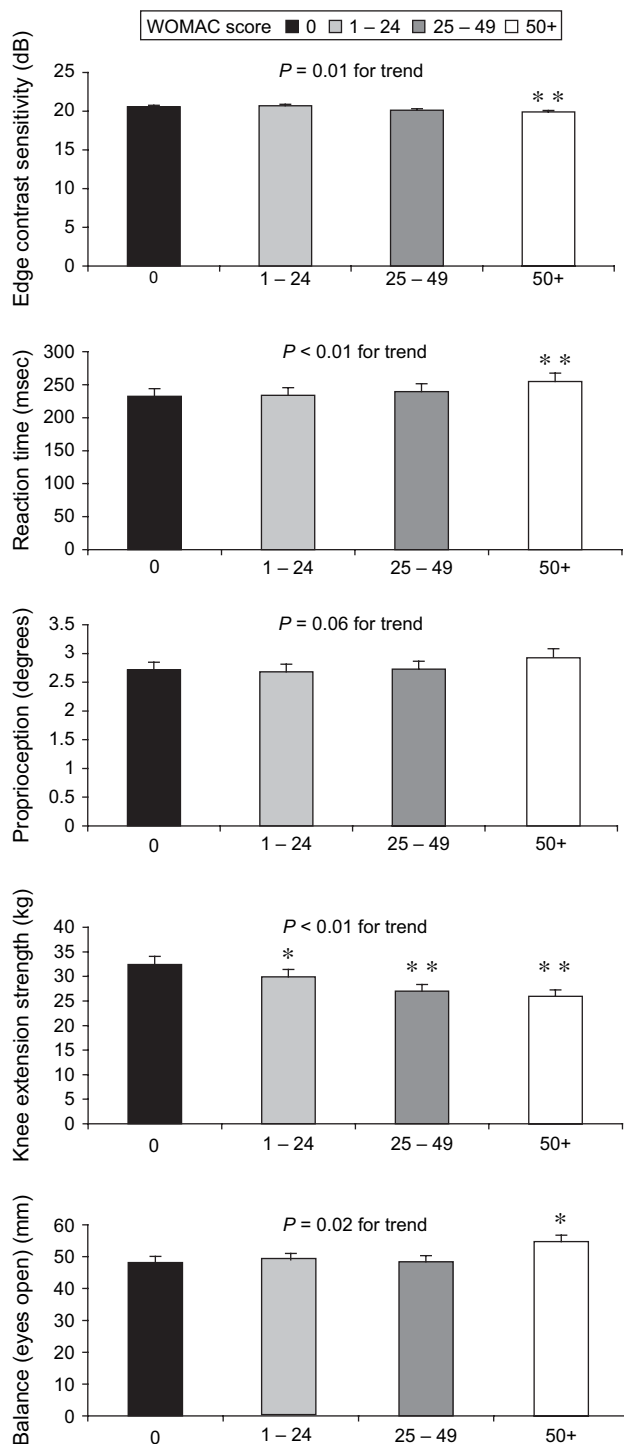 WOMAC score 0 1 – 24 25 – 49 50+
Edge contrast sensitivity (dB)
P = 0.01 for trend
25
20
15
10
5
0
* *
0 1 – 24 25 – 49 50+
Reaction time (msec)
P < 0.01 for trend
300
250
200
150
100
50
0
* *
0 1 – 24 25 – 49 50+
Proprioception (degrees)
P = 0.06 for trend
3.5
3
2.5
2
1.5
1
0.5
0
0 1 – 24 25 – 49 50+
Knee extension strength (kg)
P < 0.01 for trend
40
35
30
25
20
15
10
5
0
* * * * *
0 1 – 24 25 – 49 50+
Balance (eyes open) (mm)
P = 0.02 for trend
60
50
40
30
20
10
0
*
0 1 – 24 25 – 49 50+